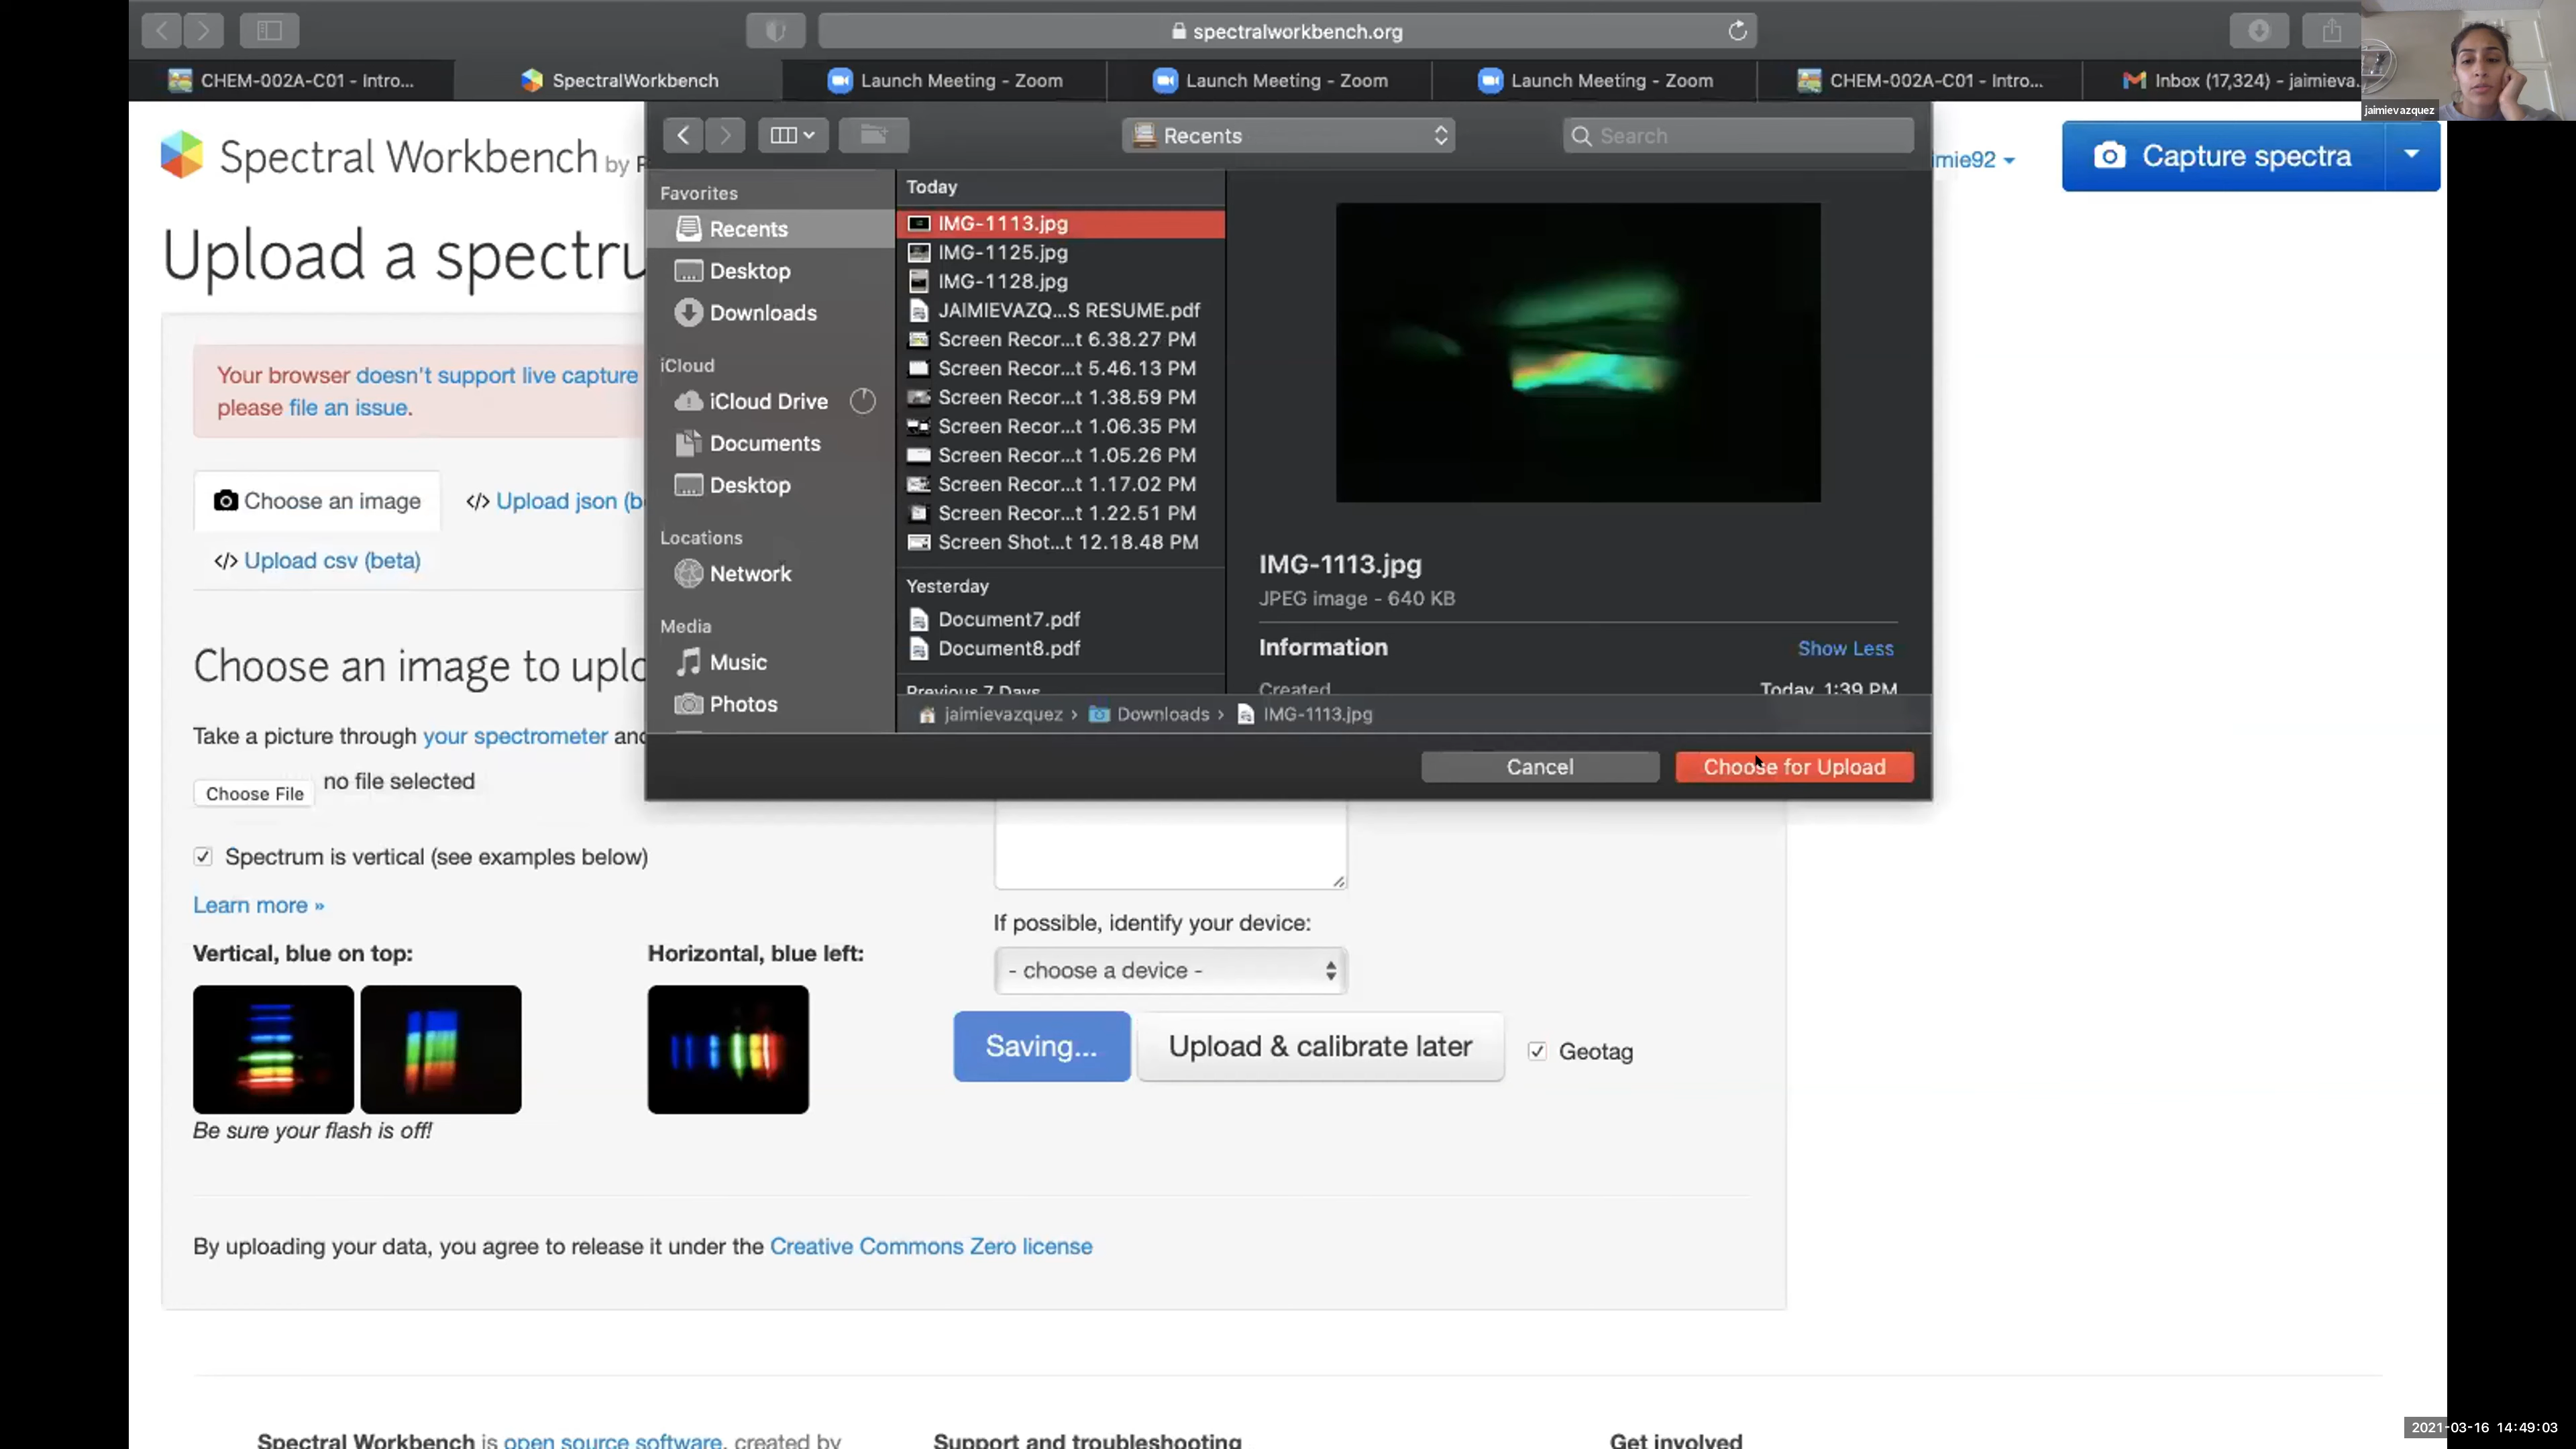 spectralworkbench.org
CHEM-002A-C01 - Intro...
SpectralWorkbench
Launch Meeting - Zoom
Launch Meeting - Zoom
Launch Meeting - Zoom
CHEM-002A-C01 - Intro...
Inbox (17,324) - jaimieva...
jaimievazquez
Spectral Workbench by P
Recents
Search
imie92
Capture spectra
Upload a spectru
Favorites
Recents
Desktop
Downloads
iCloud
iCloud Drive
Documents
Desktop
Locations
Network
Media
Music
Photos
Today
IMG-1113.jpg
IMG-1125.jpg
IMG-1128.jpg
JAIMIEVAZQ...S RESUME.pdf
Screen Recor...t 6.38.27 PM
Screen Recor...t 5.46.13 PM
Screen Recor...t 1.38.59 PM
Screen Recor...t 1.06.35 PM
Screen Recor...t 1.05.26 PM
Screen Recor...t 1.17.02 PM
Screen Recor...t 1.22.51 PM
Screen Shot...t 12.18.48 PM
Yesterday
Document7.pdf
Document8.pdf
Previous 7 Days
IMG-1113.jpg
JPEG image - 640 KB
Information
Show Less
Created
Today, 1:39 PM
jaimievazquez › Downloads › IMG-1113.jpg
Cancel
Choose for Upload
Your browser doesn't support live capture
please file an issue.
Choose an image
</> Upload json (b
</> Upload csv (beta)
Choose an image to uplo
Take a picture through your spectrometer and
Choose File
no file selected
Spectrum is vertical (see examples below)
Learn more »
Vertical, blue on top:
Horizontal, blue left:
Be sure your flash is off!
If possible, identify your device:
- choose a device -
Saving...
Upload & calibrate later
Geotag
By uploading your data, you agree to release it under the Creative Commons Zero license
Spectral Workbench is open source software, created by
Support and troubleshooting
Get involved
2021-03-16 14:49:03